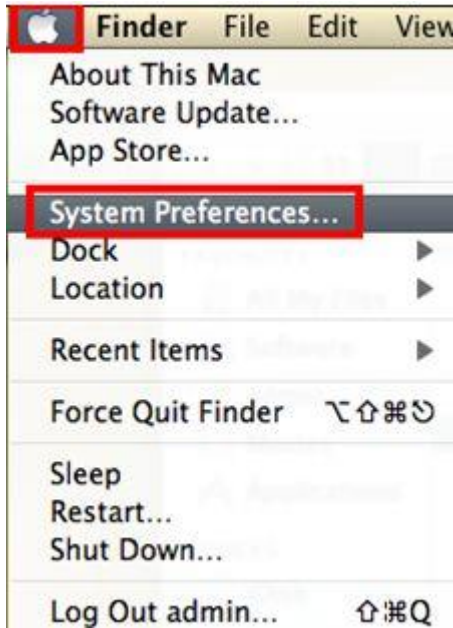 Finder File Edit View
About This Mac
Software Update...
App Store...
System Preferences...
Dock
Location
Recent Items
Force Quit Finder ⌥⇧⌘⎋
Sleep
Restart...
Shut Down...
Log Out admin... ⇧⌘Q